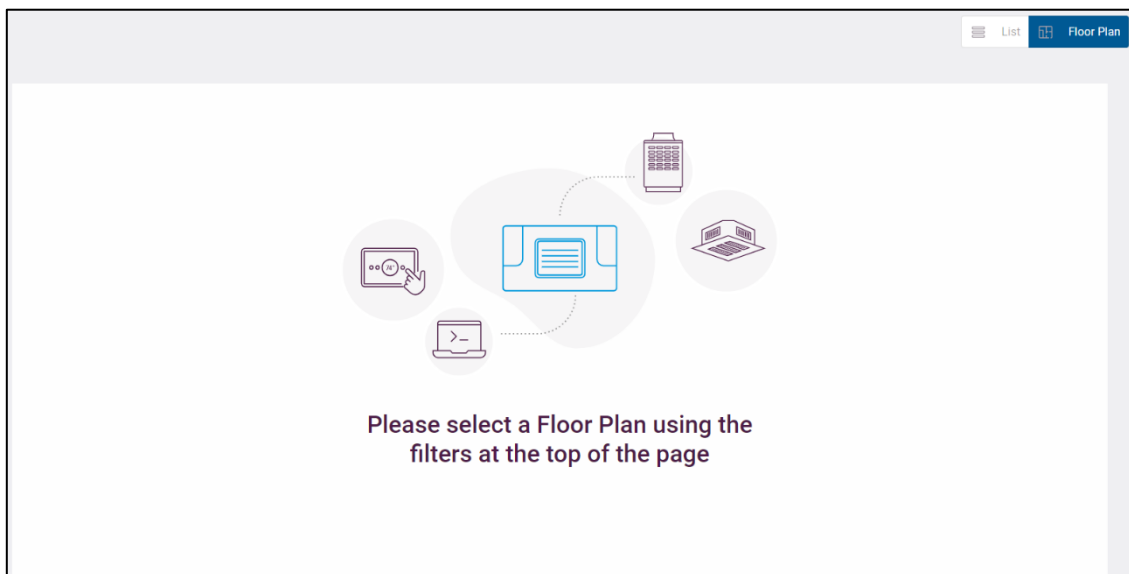 List
Floor Plan
Please select a Floor Plan using the
filters at the top of the page